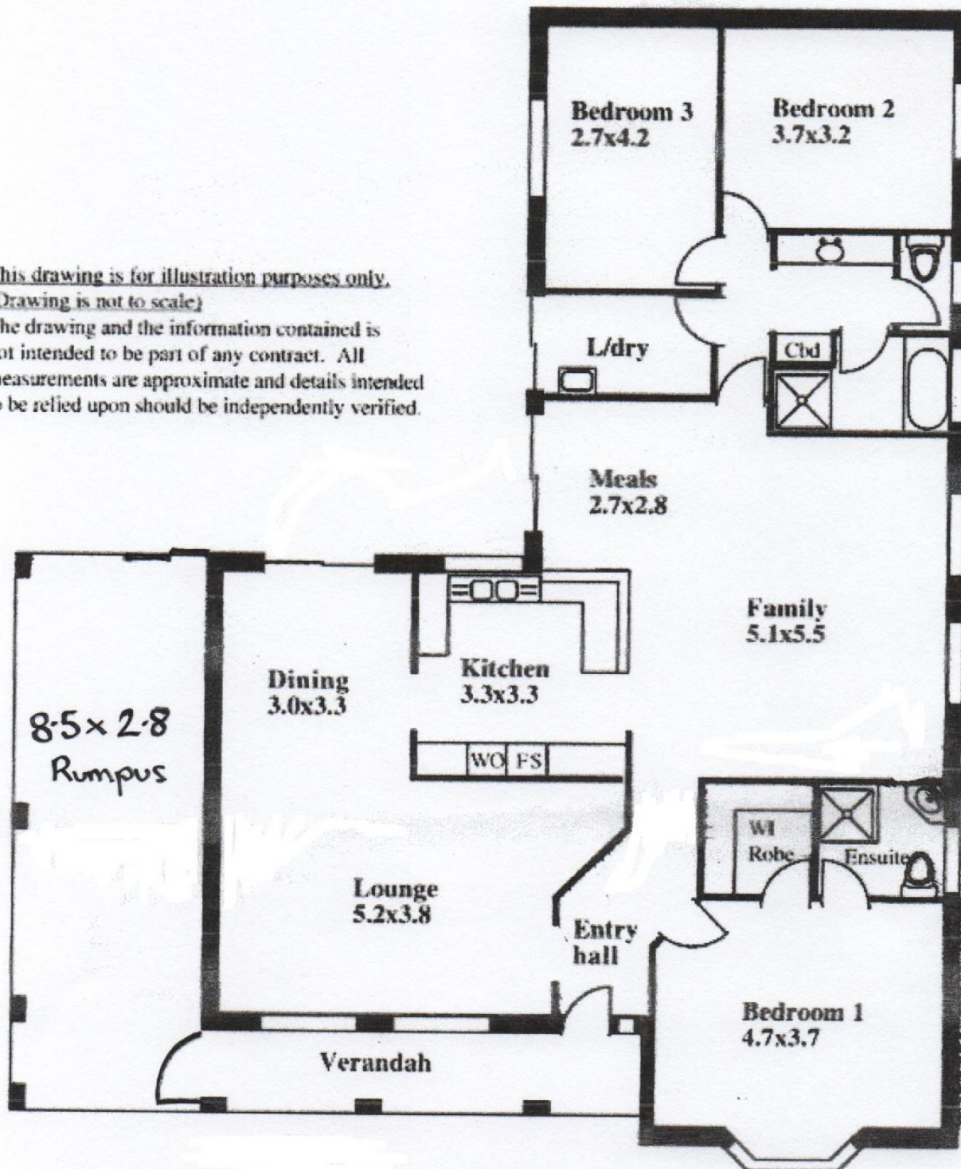 Bedroom 3
2.7x4.2
Bedroom 2
3.7x3.2
his drawing is for illustration purposes only.
Drawing is not to scale)
he drawing and the information contained is
ot intended to be part of any contract. All
easurements are approximate and details intended
be relied upon should be independently verified.
L/dry
Cbd
Meals
2.7x2.8
Family
5.1x5.5
Dining
3.0x3.3
Kitchen
3.3x3.3
8.5 x 2.8
Rumpus
WO FS
WI
Robe
Ensuite
Lounge
5.2x3.8
Entry
hall
Bedroom 1
4.7x3.7
Verandah